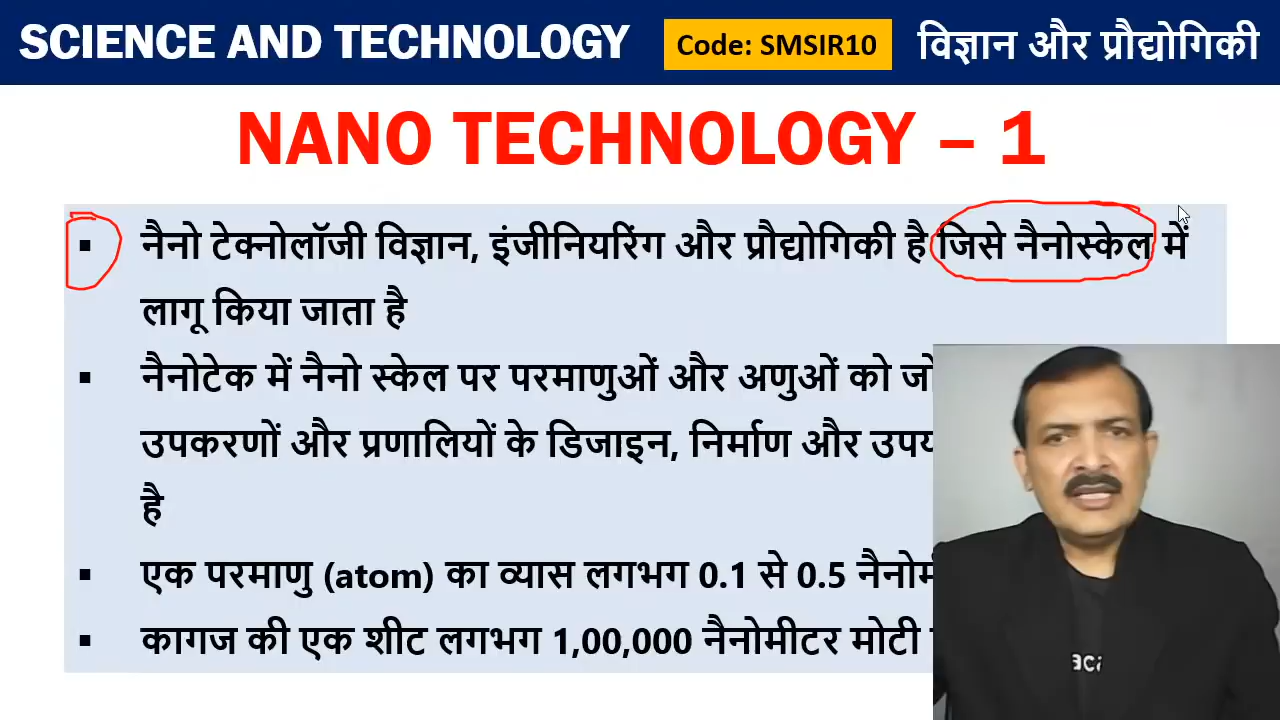 SCIENCE AND TECHNOLOGY
Code: SMSIR10
विज्ञान और प्रौद्योगिकी
NANO TECHNOLOGY – 1
▪ नैनो टेक्नोलॉजी विज्ञान, इंजीनियरिंग और प्रौद्योगिकी है जिसे नैनोस्केल में
लागू किया जाता है
▪ नैनोटेक में नैनो स्केल पर परमाणुओं और अणुओं को
उपकरणों और प्रणालियों के डिजाइन, निर्माण और
है
▪ एक परमाणु (atom) का व्यास लगभग 0.1 से 0.5
▪ कागज की एक शीट लगभग 1,00,000 नैनोमीटर मोटी